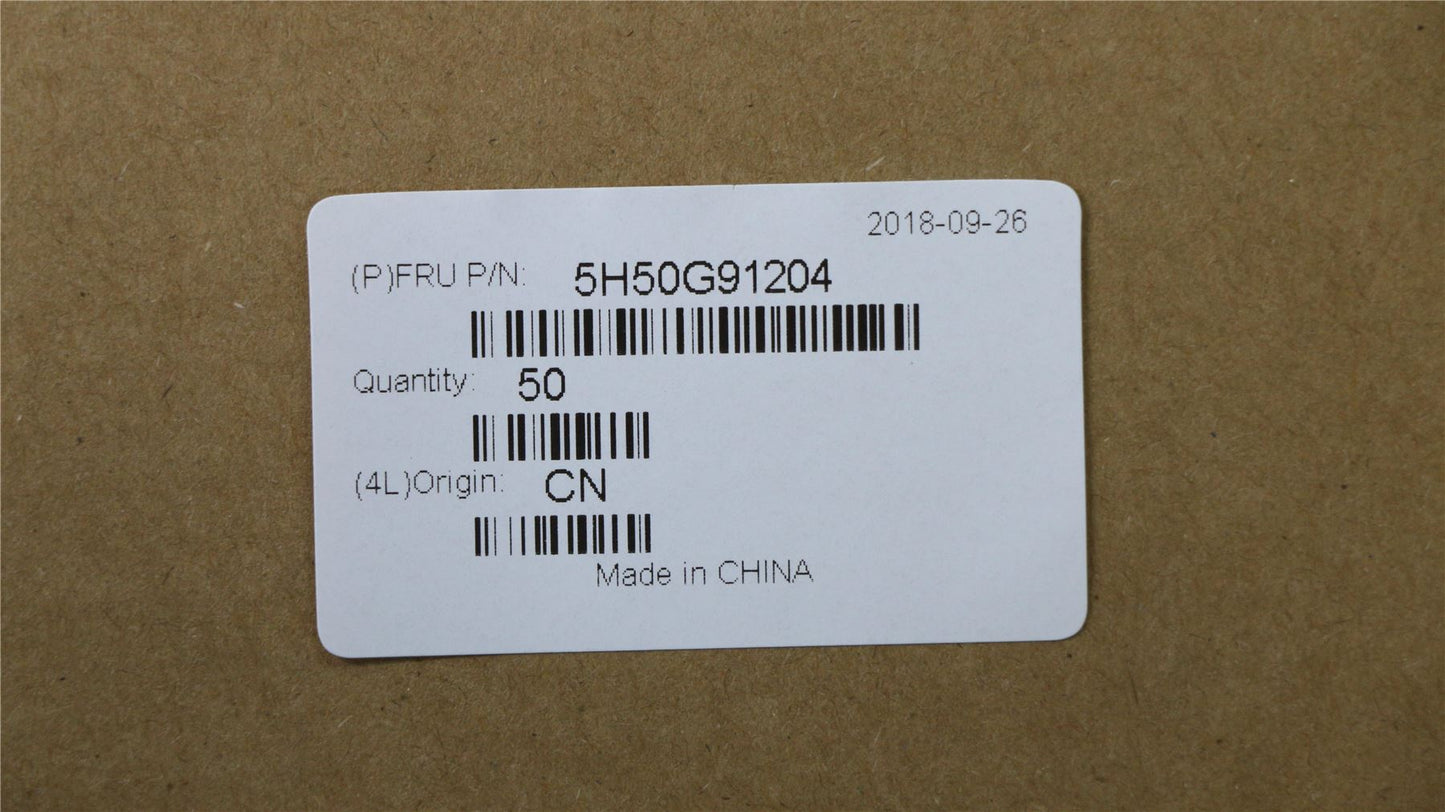 2018-09-26
(P)FRU P/N: 5H50G91204
Quantity: 50
(4L)Origin: CN
Made in CHINA